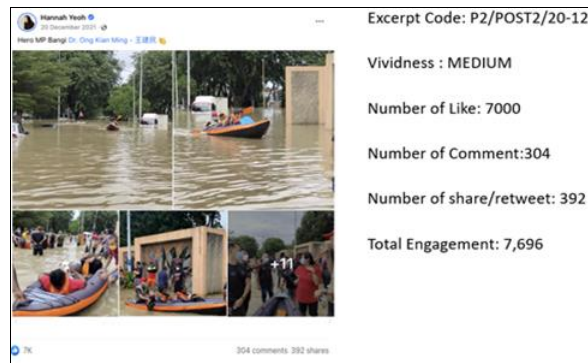 Hannah Yeoh
20 December 2021
Hero MP Bangi Dr. Ong Kian Ming - 王建民 👏
+11
7K
304 comments 392 shares
Excerpt Code: P2/POST2/20-12
Vividness : MEDIUM
Number of Like: 7000
Number of Comment:304
Number of share/retweet: 392
Total Engagement: 7,696